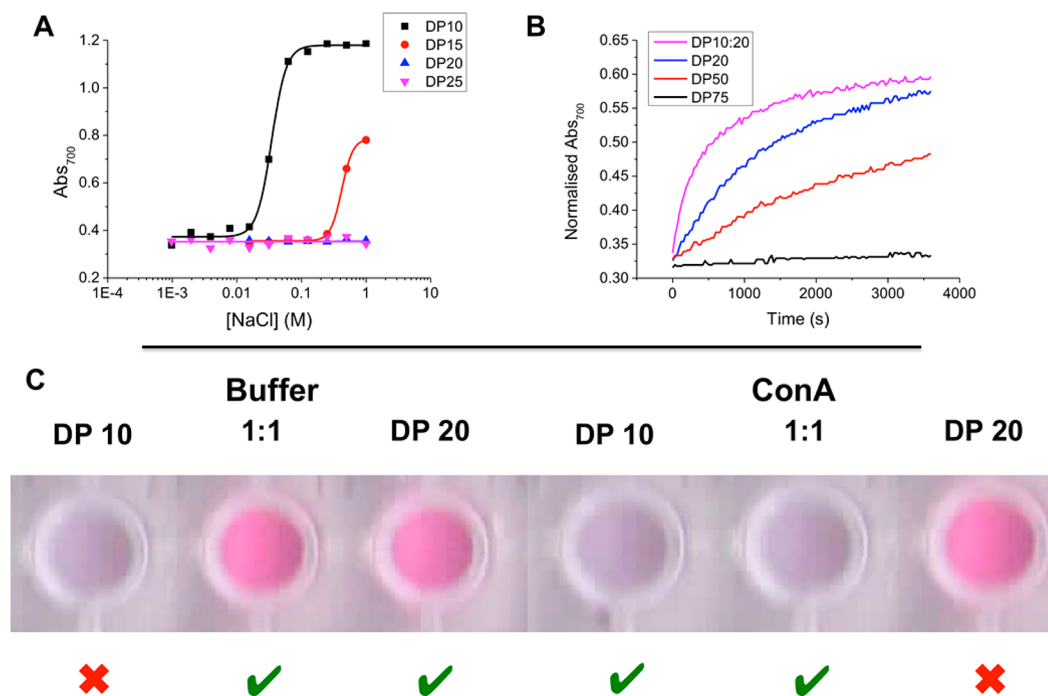 A
DP10
DP15
DP20
DP25
1.2
1.0
0.8
0.6
0.4
0.2
Abs700
1E-4 1E-3 0.01 0.1 1 10
[NaCl] (M)
B
DP10:20
DP20
DP50
DP75
0.65
0.60
0.55
0.50
0.45
0.40
0.35
0.30
Normalised Abs700
0 1000 2000 3000 4000
Time (s)
C
Buffer ConA
DP 10 1:1 DP 20 DP 10 1:1 DP 20